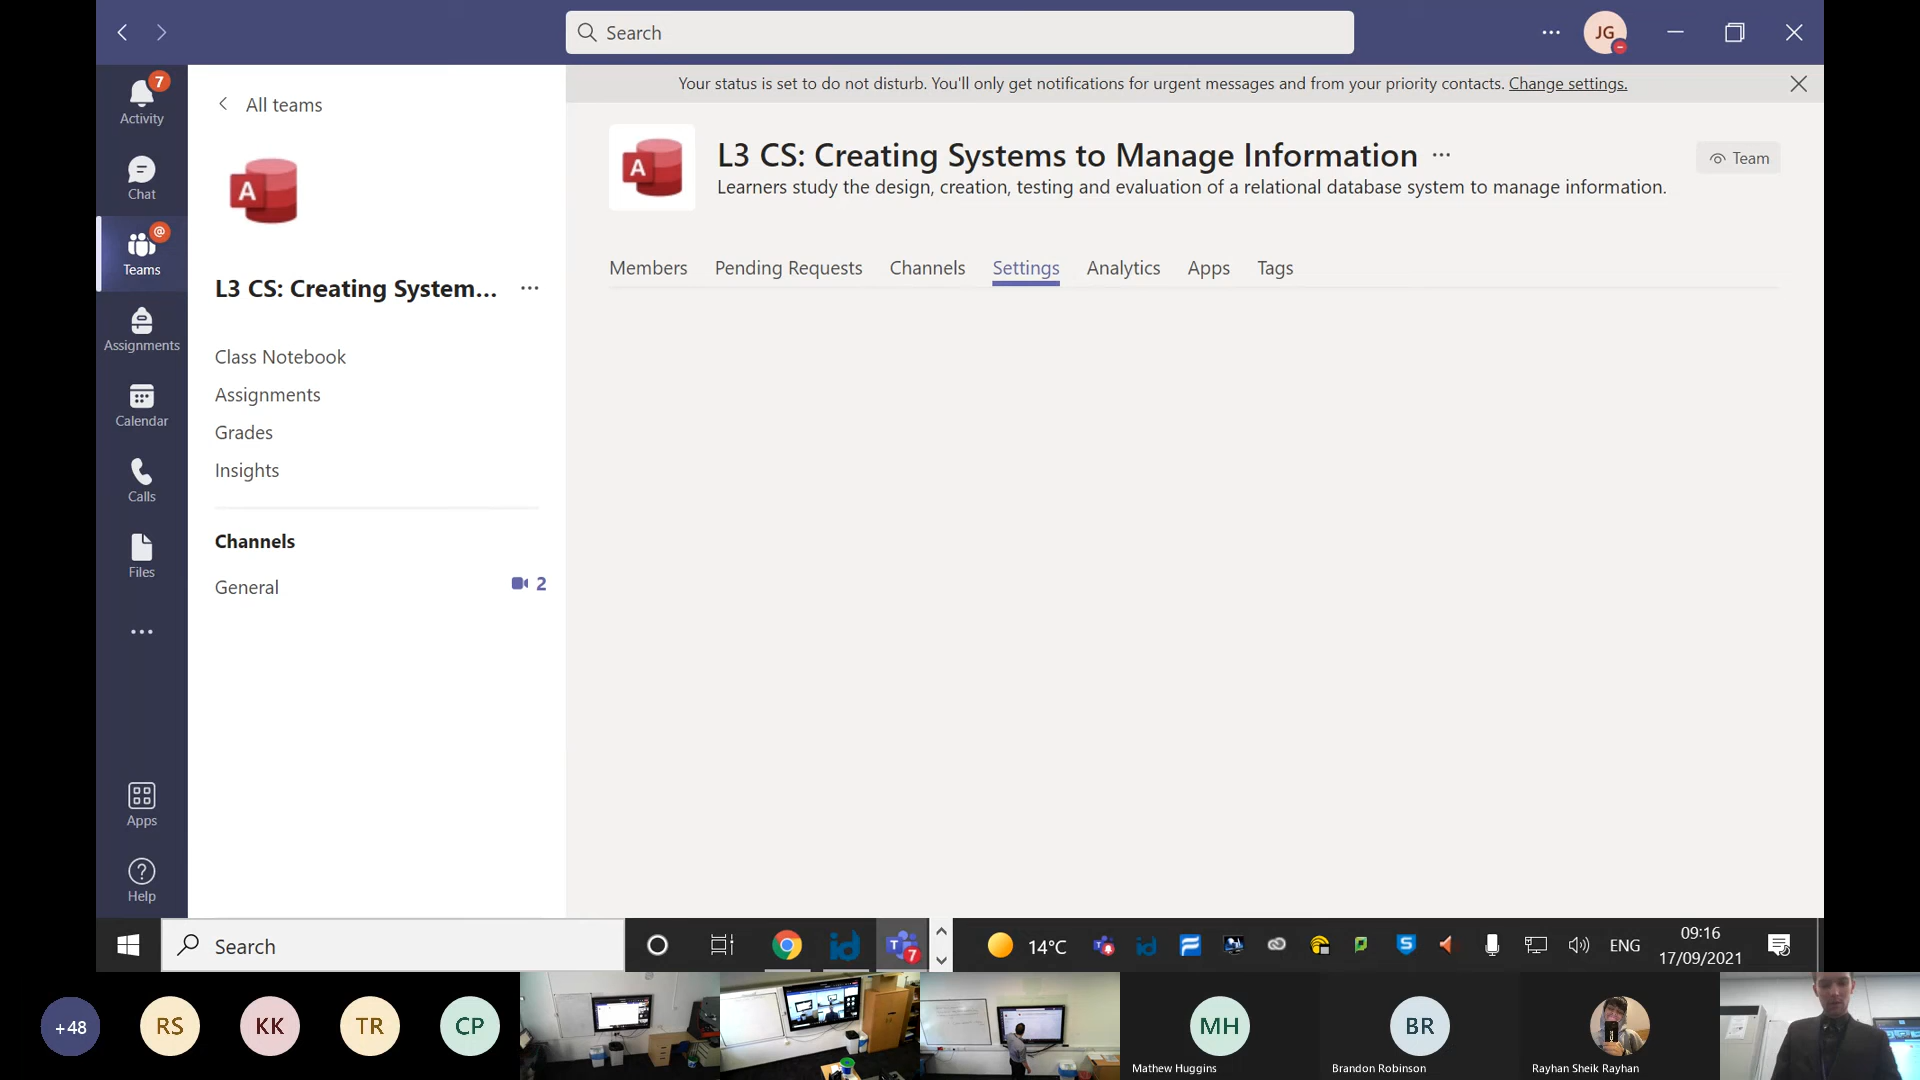 Search
JG
Your status is set to do not disturb. You'll only get notifications for urgent messages and from your priority contacts. Change settings.
7
Activity
Chat
@
Teams
Assignments
Calendar
Calls
Files
Apps
Help
All teams
A
L3 CS: Creating System...
Class Notebook
Assignments
Grades
Insights
Channels
General
2
A
L3 CS: Creating Systems to Manage Information
Team
Learners study the design, creation, testing and evaluation of a relational database system to manage information.
Members Pending Requests Channels Settings Analytics Apps Tags
Search
id
T 7
14°C
id
S
ENG
09:16
17/09/2021
+48
RS
KK
TR
CP
MH
Mathew Huggins
BR
Brandon Robinson
Rayhan Sheik Rayhan